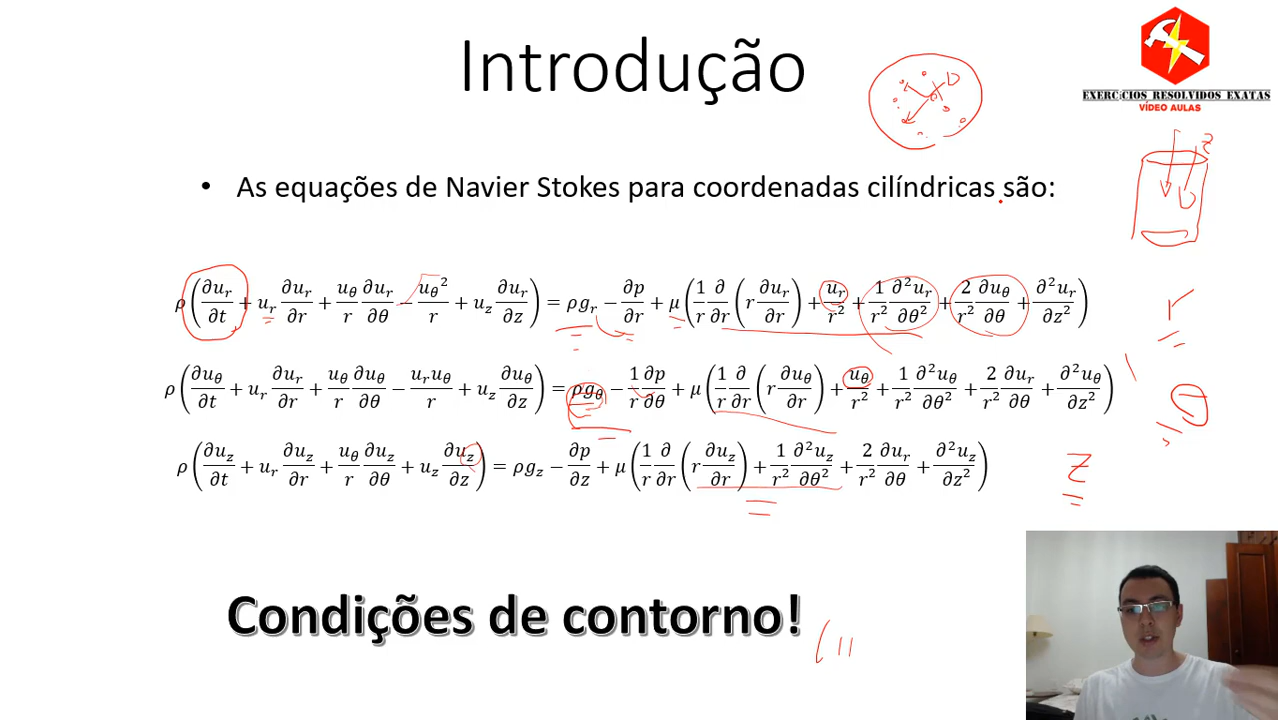 Introdução
EXERCíCIOS RESOLVIDOS EXATAS
VÍDEO AULAS
D
z
D
• As equações de Navier Stokes para coordenadas cilíndricas são:
ρ(∂u_r/∂t + u_r ∂u_r/∂r + u_θ/r ∂u_r/∂θ − u_θ²/r + u_z ∂u_r/∂z) = ρg_r − ∂p/∂r + μ(1/r ∂/∂r (r ∂u_r/∂r) + u_r/r² + 1/r² ∂²u_r/∂θ² + 2/r² ∂u_θ/∂θ + ∂²u_r/∂z²)
r
ρ(∂u_θ/∂t + u_r ∂u_r/∂r + u_θ/r ∂u_θ/∂θ − u_r u_θ/r + u_z ∂u_θ/∂z) = ρg_θ − 1/r ∂p/∂θ + μ(1/r ∂/∂r (r ∂u_θ/∂r) + u_θ/r² + 1/r² ∂²u_θ/∂θ² + 2/r² ∂u_r/∂θ + ∂²u_θ/∂z²)
θ
ρ(∂u_z/∂t + u_r ∂u_z/∂r + u_θ/r ∂u_z/∂θ + u_z ∂u_z/∂z) = ρg_z − ∂p/∂z + μ(1/r ∂/∂r (r ∂u_z/∂r) + 1/r² ∂²u_z/∂θ² + 2/r² ∂u_r/∂θ + ∂²u_z/∂z²)
z
Condições de contorno!